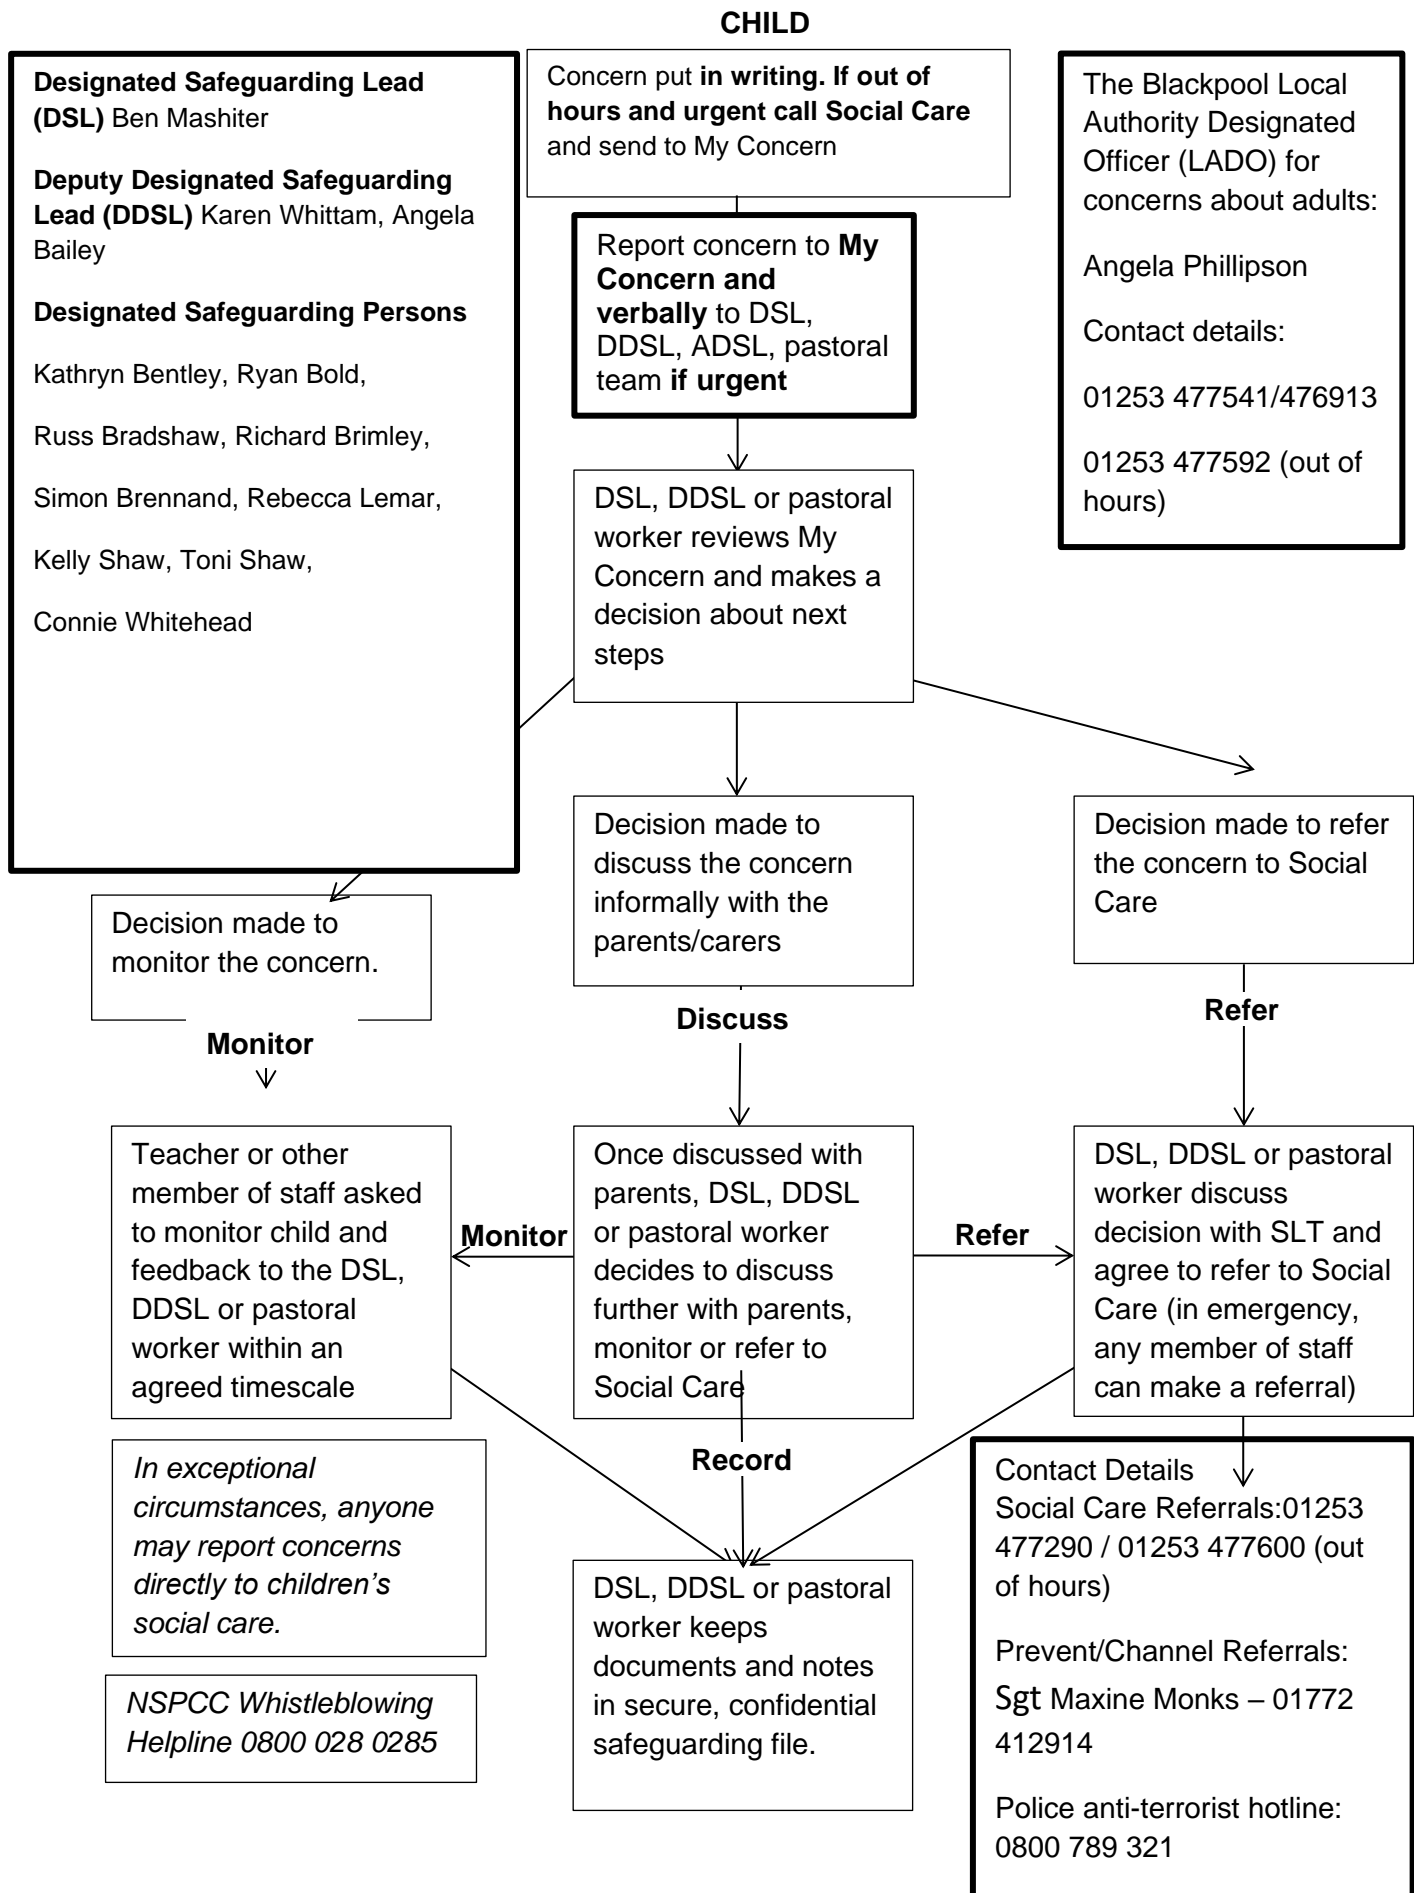 CHILD
Designated Safeguarding Lead
(DSL) Ben Mashiter
Deputy Designated Safeguarding
Lead (DDSL) Karen Whittam, Angela
Bailey
Designated Safeguarding Persons
Kathryn Bentley, Ryan Bold,
Russ Bradshaw, Richard Brimley,
Simon Brennand, Rebecca Lemar,
Kelly Shaw, Toni Shaw,
Connie Whitehead
Concern put in writing. If out of
hours and urgent call Social Care
and send to My Concern
The Blackpool Local
Authority Designated
Officer (LADO) for
concerns about adults:
Angela Phillipson
Contact details:
01253 477541/476913
01253 477592 (out of
hours)
Report concern to My
Concern and
verbally to DSL,
DDSL, ADSL, pastoral
team if urgent
DSL, DDSL or pastoral
worker reviews My
Concern and makes a
decision about next
steps
Decision made to
monitor the concern.
Decision made to
discuss the concern
informally with the
parents/carers
Decision made to refer
the concern to Social
Care
Monitor
Discuss
Refer
Teacher or other
member of staff asked
to monitor child and
feedback to the DSL,
DDSL or pastoral
worker within an
agreed timescale
Monitor
Once discussed with
parents, DSL, DDSL
or pastoral worker
decides to discuss
further with parents,
monitor or refer to
Social Care
Refer
DSL, DDSL or pastoral
worker discuss
decision with SLT and
agree to refer to Social
Care (in emergency,
any member of staff
can make a referral)
In exceptional
circumstances, anyone
may report concerns
directly to children's
social care.
Record
NSPCC Whistleblowing
Helpline 0800 028 0285
DSL, DDSL or pastoral
worker keeps
documents and notes
in secure, confidential
safeguarding file.
Contact Details
Social Care Referrals:01253
477290 / 01253 477600 (out
of hours)
Prevent/Channel Referrals:
Sgt Maxine Monks – 01772
412914
Police anti-terrorist hotline:
0800 789 321